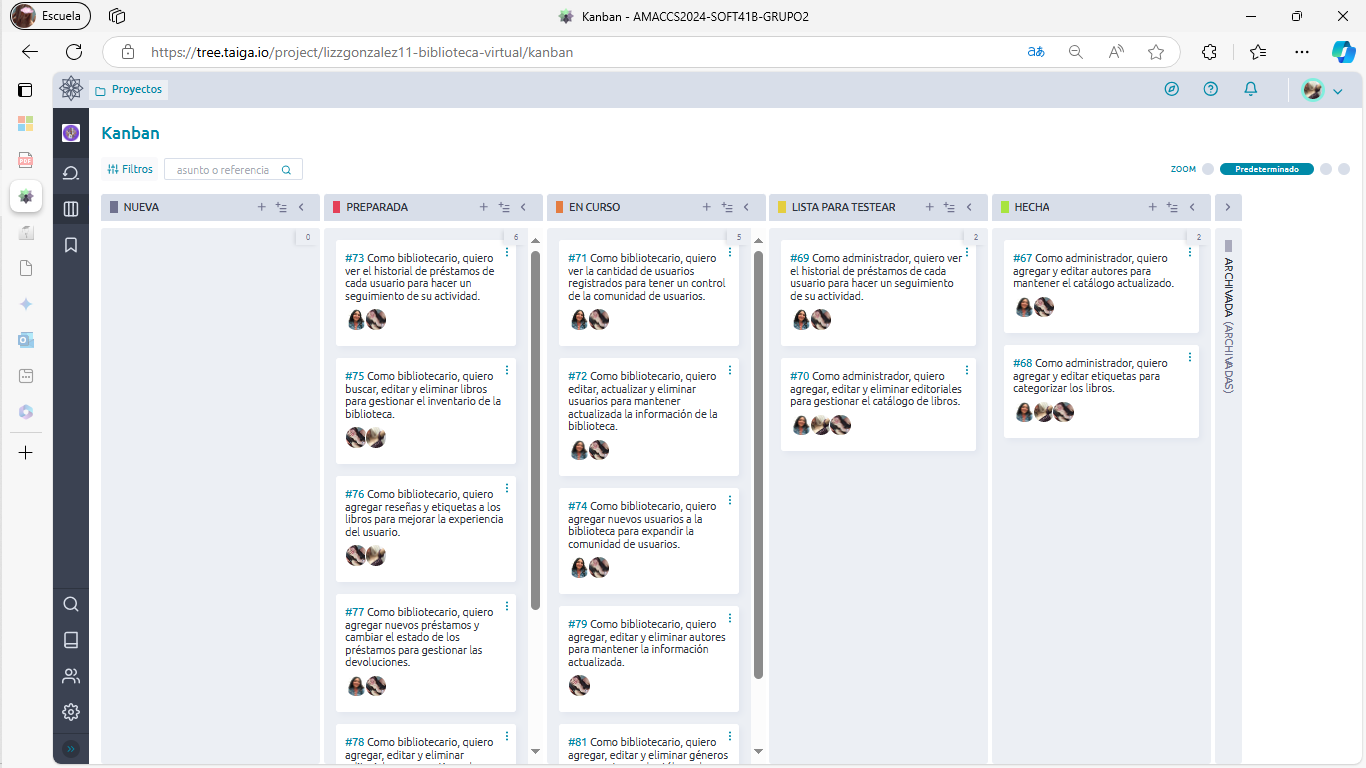 Escuela
Kanban - AMACCS2024-SOFT41B-GRUPO2
https://tree.taiga.io/project/lizzgonzalez11-biblioteca-virtual/kanban
Proyectos
Kanban
Filtros
asunto o referencia
ZOOM
Predeterminado
NUEVA
0
PREPARADA
6
#73 Como bibliotecario, quiero
ver el historial de préstamos de
cada usuario para hacer un
seguimiento de su actividad.
#75 Como bibliotecario, quiero
buscar, editar y eliminar libros
para gestionar el inventario de la
biblioteca.
#76 Como bibliotecario, quiero
agregar reseñas y etiquetas a los
libros para mejorar la experiencia
del usuario.
#77 Como bibliotecario, quiero
agregar nuevos préstamos y
cambiar el estado de los
préstamos para gestionar las
devoluciones.
#78 Como bibliotecario, quiero
agregar, editar y eliminar
EN CURSO
5
#71 Como bibliotecario, quiero
ver la cantidad de usuarios
registrados para tener un control
de la comunidad de usuarios.
#72 Como bibliotecario, quiero
editar, actualizar y eliminar
usuarios para mantener
actualizada la información de la
biblioteca.
#74 Como bibliotecario, quiero
agregar nuevos usuarios a la
biblioteca para expandir la
comunidad de usuarios.
#79 Como bibliotecario, quiero
agregar, editar y eliminar autores
para mantener la información
actualizada.
#81 Como bibliotecario, quiero
agregar, editar y eliminar géneros
LISTA PARA TESTEAR
2
#69 Como administrador, quiero ver
el historial de préstamos de cada
usuario para hacer un seguimiento
de su actividad.
#70 Como administrador, quiero
agregar, editar y eliminar editoriales
para gestionar el catálogo de libros.
HECHA
2
#67 Como administrador, quiero
agregar y editar autores para
mantener el catálogo actualizado.
#68 Como administrador, quiero
agregar y editar etiquetas para
categorizar los libros.
ARCHIVADA (ARCHIVADAS)